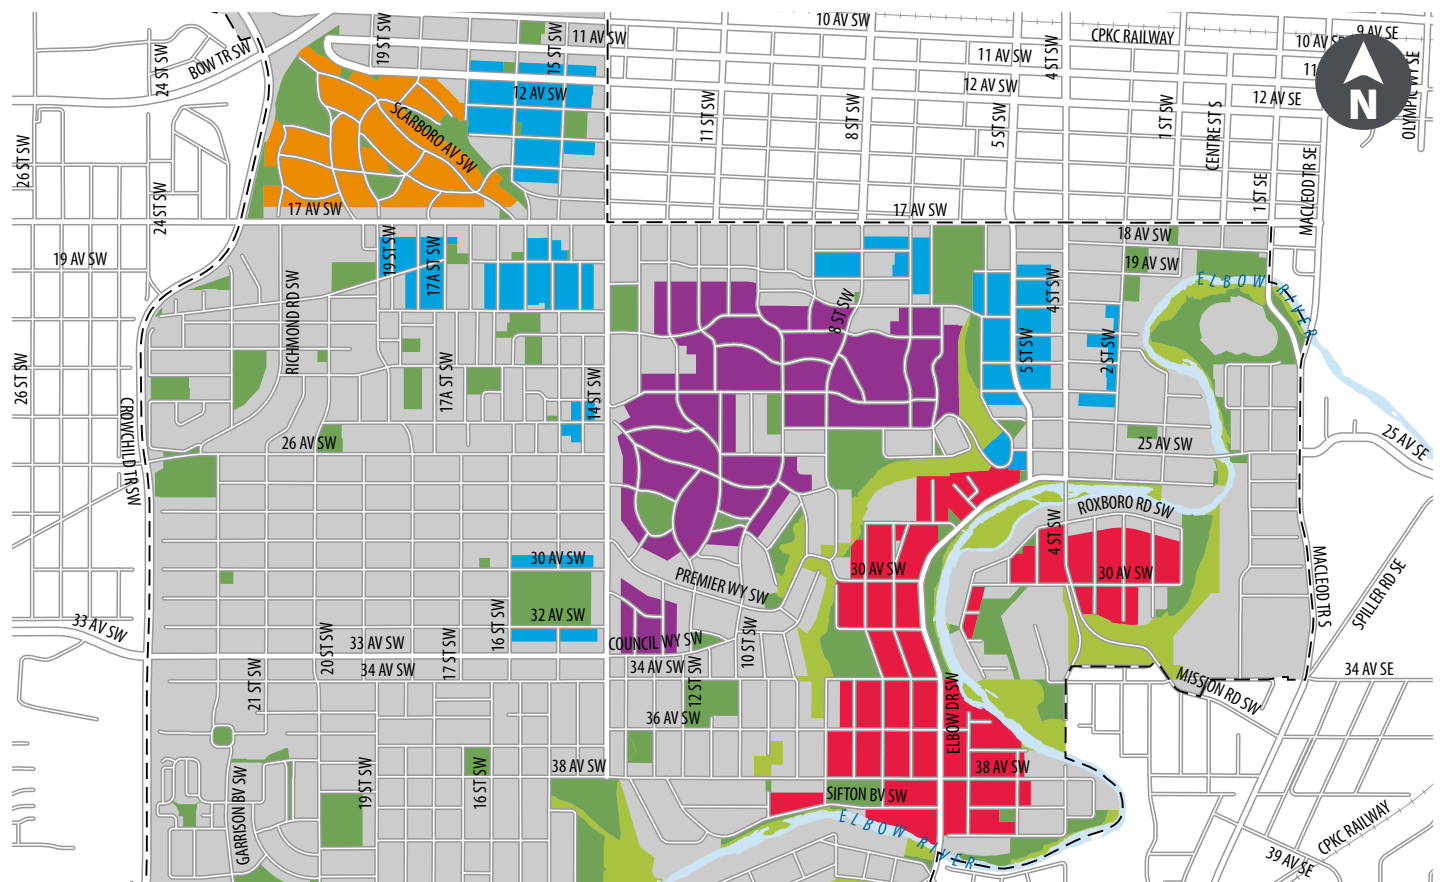 10 AV SW
11 AV SW
19 ST SW
15 ST SW
CPKC RAILWAY
9 AV SE
10 AV SE
11 AV SW
4 ST SW
24 ST SW
BOW TR SW
OLYMPIC WY SE
N
12 AV SW
12 AV SW
12 AV SE
SCARBORO AV SW
11 ST SW
8 ST SW
5 ST SW
1 ST SW
CENTRE ST S
26 ST SW
24 ST SW
1 ST SE
MACLEOD TR SE
17 AV SW
17 AV SW
18 AV SW
19 AV SW
19 ST SW
17A ST SW
19 AV SW
RICHMOND RD SW
4 ST SW
ELBOW RIVER
8 ST SW
26 ST SW
17A ST SW
14 ST SW
5 ST SW
2 ST SW
CROWCHILD TR SW
26 AV SW
25 AV SW
25 AV SE
ROXBORO RD SW
4 ST SW
30 AV SW
30 AV SW
30 AV SW
PREMIER WY SW
MACLEOD TR S
SPILLER RD SE
33 AV SW
32 AV SW
16 ST SW
20 ST SW
33 AV SW
17 ST SW
COUNCIL WY SW
10 ST SW
34 AV SW
34 AV SW
34 AV SE
21 ST SW
12 ST SW
MISSION RD SW
36 AV SW
ELBOW DR SW
38 AV SW
38 AV SW
19 ST SW
16 ST SW
GARRISON BV SW
SIFTON BV SW
ELBOW RIVER
CPKC RAILWAY
39 AV SE